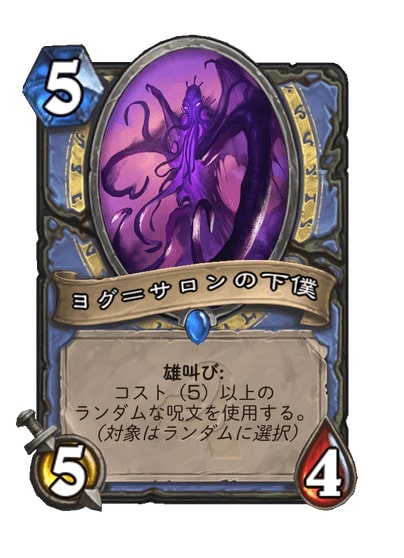 5
ヨグ＝サロンの下僕
雄叫び:
コスト（5）以上の
ランダムな呪文を使用する。
（対象はランダムに選択）
5
4